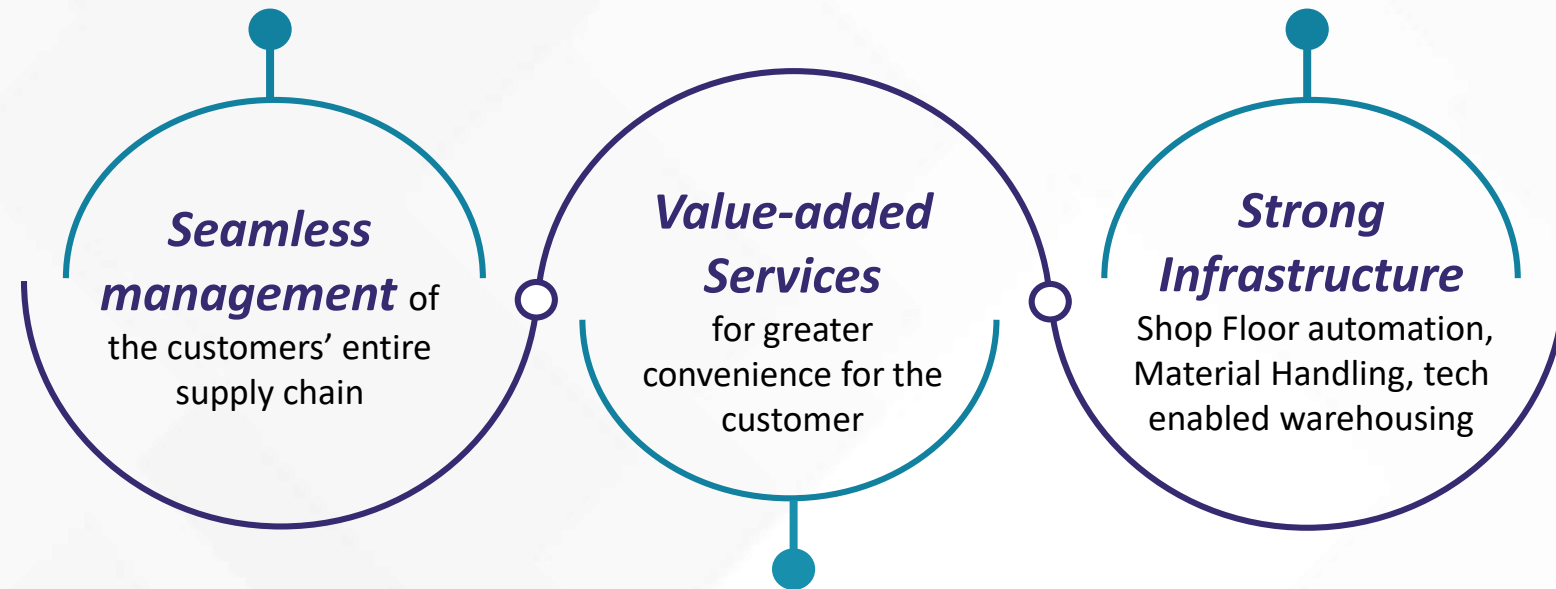 Seamless
management of
the customers’ entire
supply chain
Value-added
Services
for greater
convenience for the
customer
Strong
Infrastructure
Shop Floor automation,
Material Handling, tech
enabled warehousing